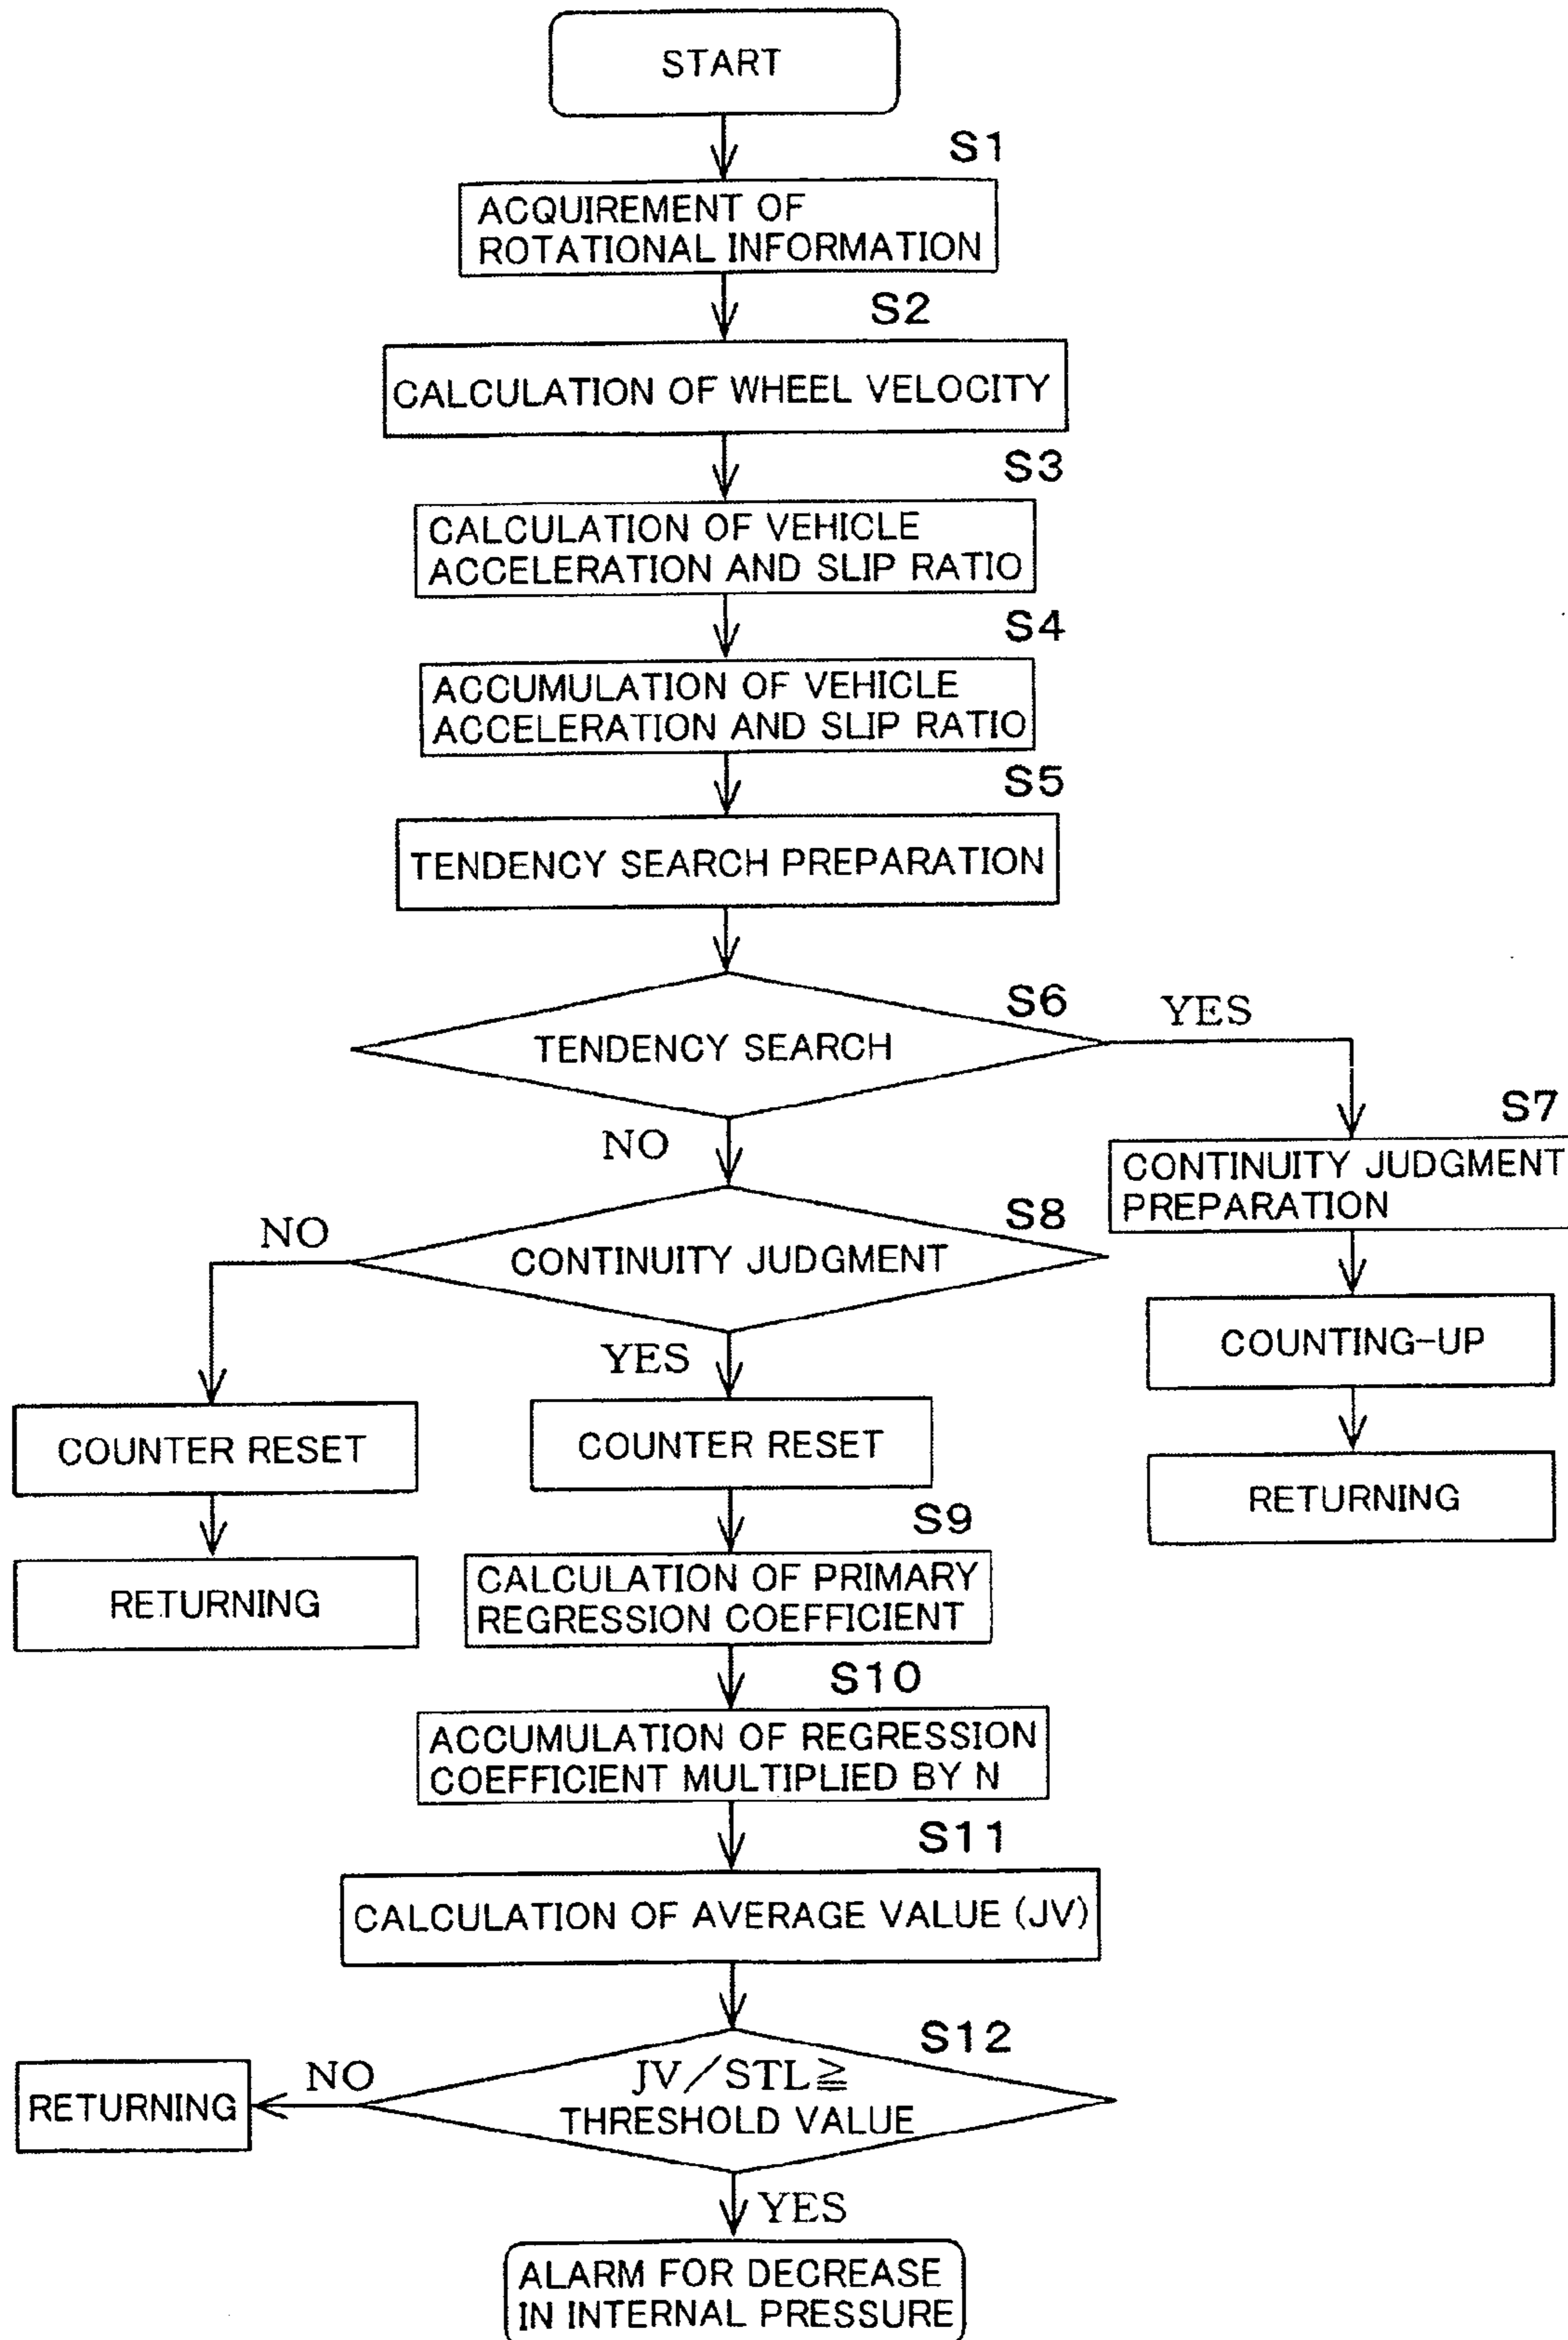 START
S1
ACQUIREMENT OF
ROTATIONAL INFORMATION
S2
CALCULATION OF WHEEL VELOCITY
S3
CALCULATION OF VEHICLE
ACCELERATION AND SLIP RATIO
S4
ACCUMULATION OF VEHICLE
ACCELERATION AND SLIP RATIO
S5
TENDENCY SEARCH PREPARATION
S6
TENDENCY SEARCH
YES
NO
S7
CONTINUITY JUDGMENT
PREPARATION
COUNTING-UP
RETURNING
S8
CONTINUITY JUDGMENT
NO
COUNTER RESET
RETURNING
YES
COUNTER RESET
S9
CALCULATION OF PRIMARY
REGRESSION COEFFICIENT
S10
ACCUMULATION OF REGRESSION
COEFFICIENT MULTIPLIED BY N
S11
CALCULATION OF AVERAGE VALUE (JV)
S12
JV/STL≧
THRESHOLD VALUE
NO
RETURNING
YES
ALARM FOR DECREASE
IN INTERNAL PRESSURE